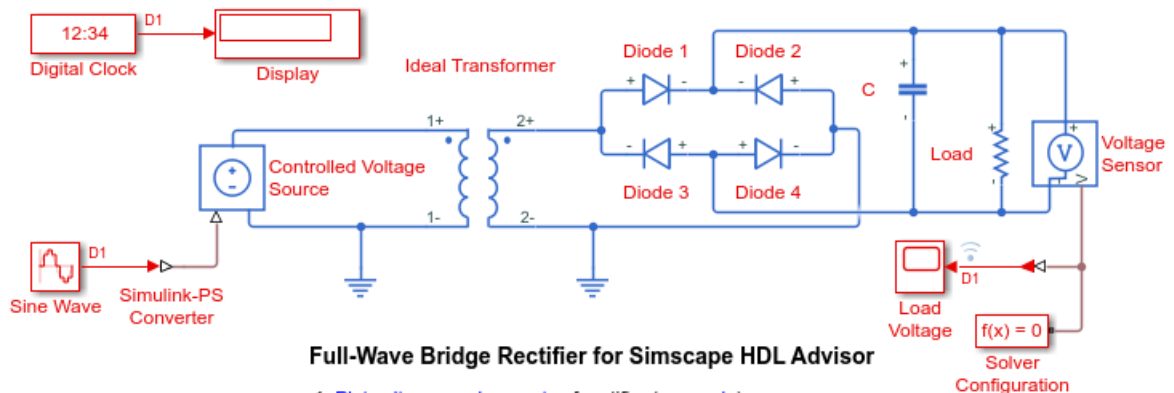 12:34
D1
Digital Clock
Display
Ideal Transformer
Diode 1
Diode 2
+
-
-
+
C
+
-
1+
2+
Controlled Voltage
Source
+
-
-
+
+
-
Diode 3
Diode 4
Load
+
-
+
V
-
V
Voltage
Sensor
1-
2-
D1
Sine Wave
Simulink-PS
Converter
D1
Load
Voltage
f(x) = 0
Solver
Configuration
Full-Wave Bridge Rectifier for Simscape HDL Advisor